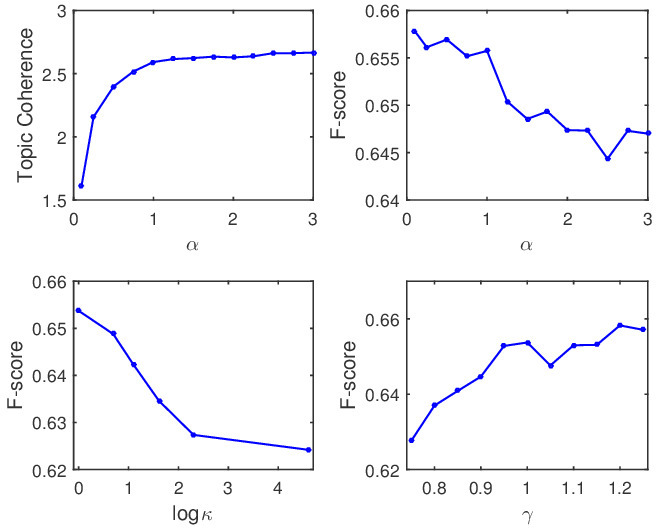 3
2.5
2
1.5
Topic Coherence
0 1 2 3
α
0.66
0.655
0.65
0.645
0.64
F-score
0 1 2 3
α
0.66
0.65
0.64
0.63
0.62
F-score
0 1 2 3 4
log κ
0.66
0.64
0.62
F-score
0.8 0.9 1 1.1 1.2
γ